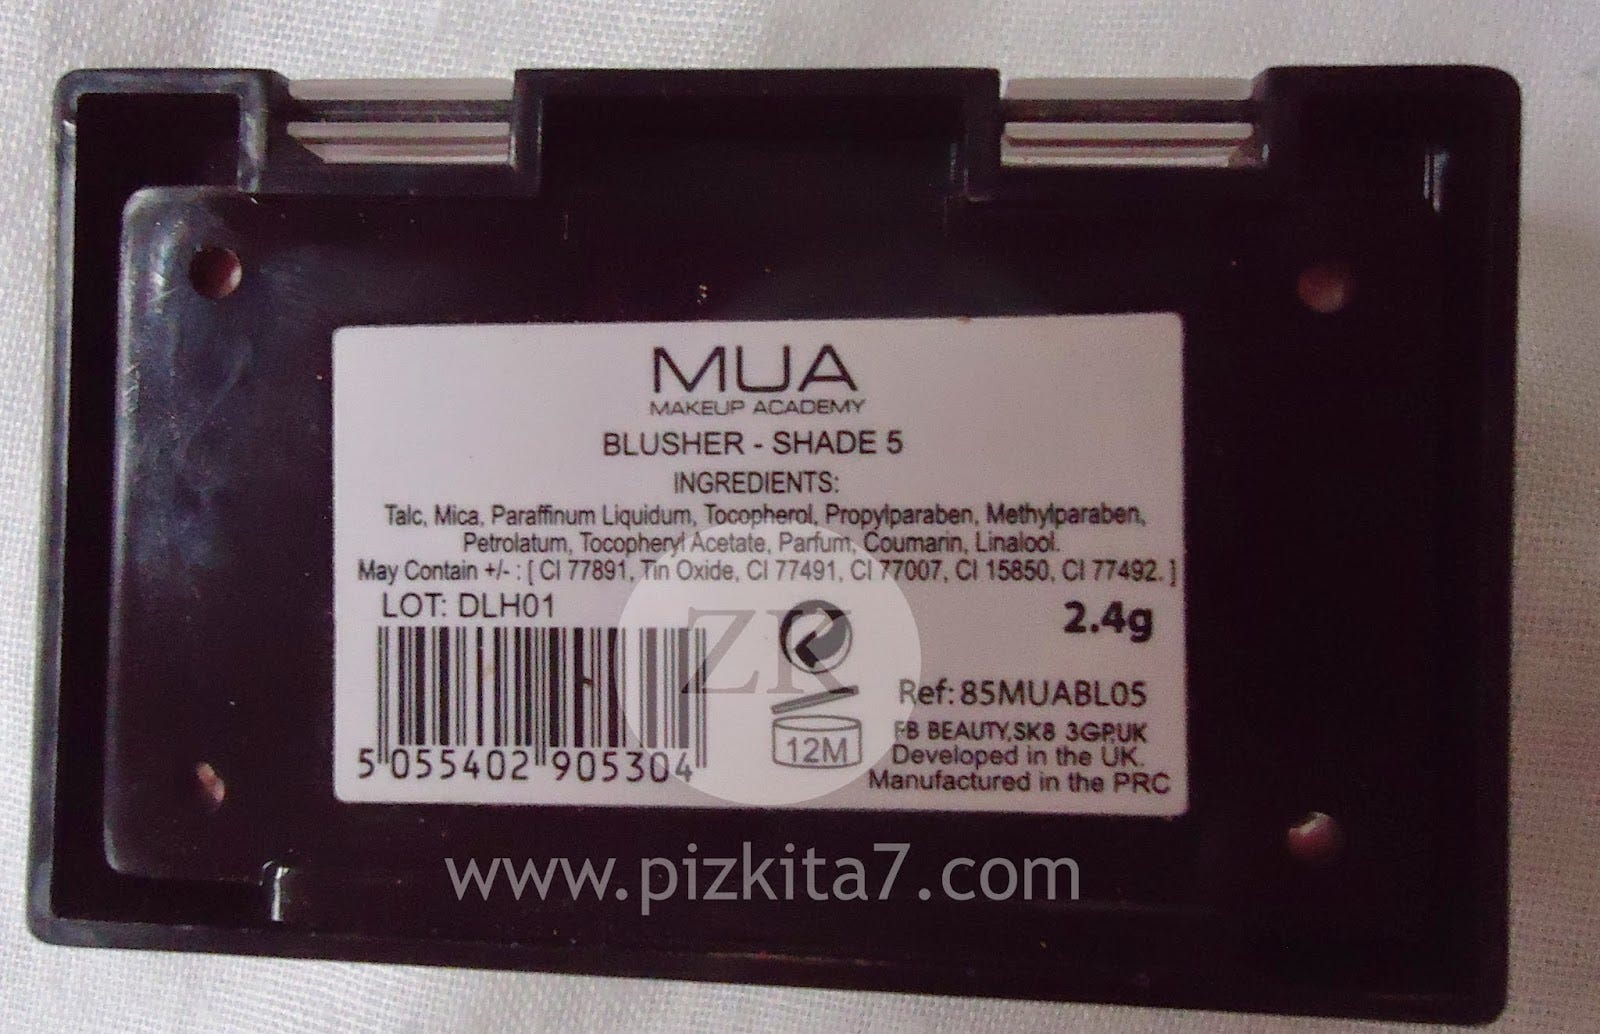 MUA
MAKEUP ACADEMY
BLUSHER - SHADE 5
INGREDIENTS:
Talc, Mica, Paraffinum Liquidum, Tocopherol, Propylparaben, Methylparaben,
Petrolatum, Tocopheryl Acetate, Parfum, Coumarin, Linalool.
May Contain +/- : [ CI 77891, Tin Oxide, CI 77491, CI 77007, CI 15850, CI 77492. ]
LOT: DLH01
2.4g
ZR
5 055402 905304
12M
Ref: 85MUABL05
FB BEAUTY,SK8 3GP.UK
Developed in the UK.
Manufactured in the PRC
www.pizkita7.com